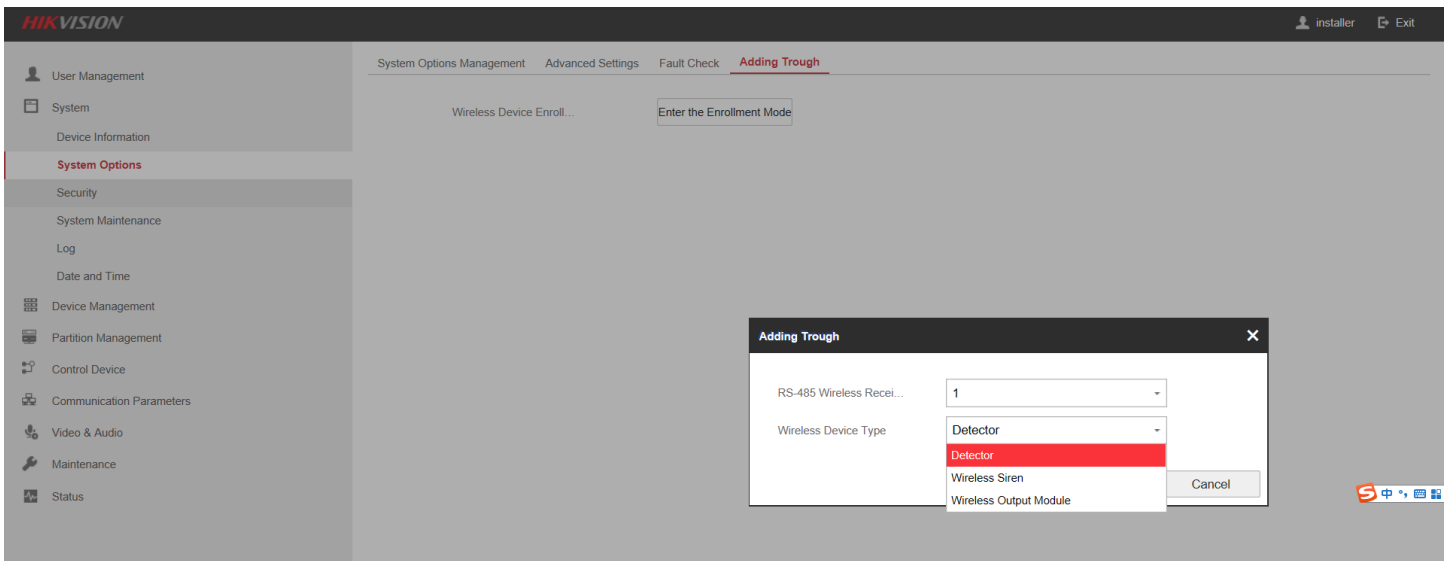 HIKVISION
installer
Exit
User Management
System
Device Information
System Options
Security
System Maintenance
Log
Date and Time
Device Management
Partition Management
Control Device
Communication Parameters
Video & Audio
Maintenance
Status
System Options Management Advanced Settings Fault Check Adding Trough
Wireless Device Enroll... Enter the Enrollment Mode
Adding Trough
RS-485 Wireless Recei... 1
Wireless Device Type Detector
Detector
Wireless Siren
Wireless Output Module
Cancel
S 中